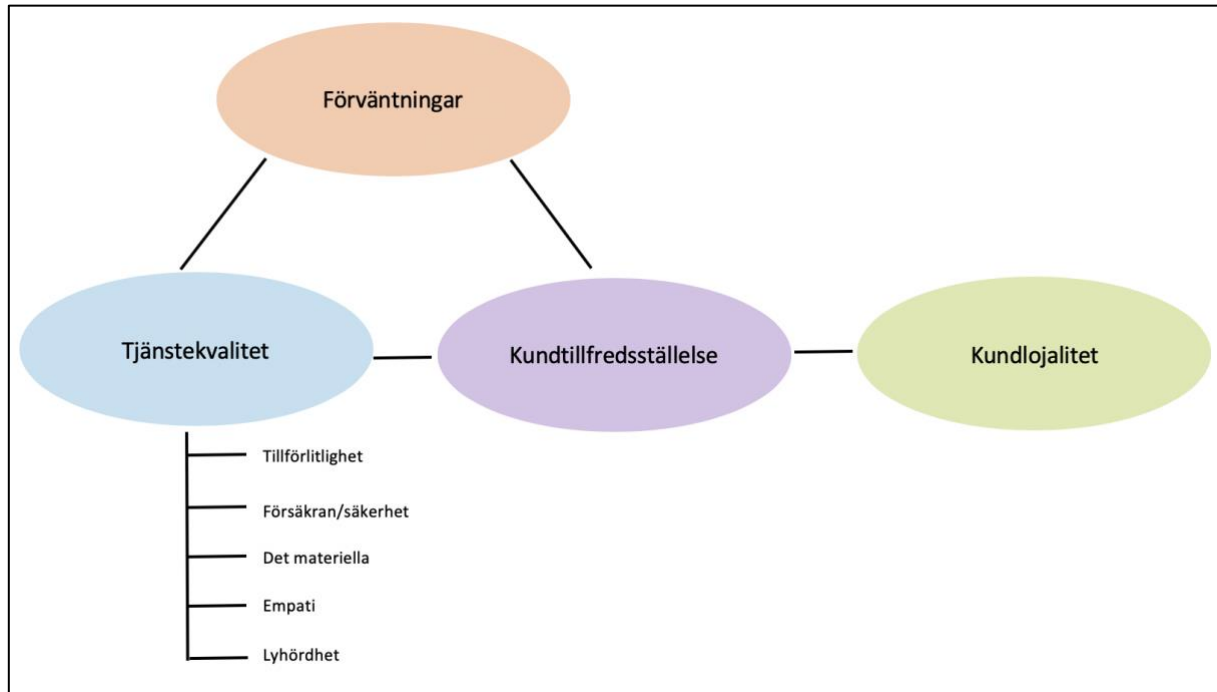 Förväntningar
Tjänstekvalitet
Kundtillfredsställelse
Kundlojalitet
Tillförlitlighet
Försäkran/säkerhet
Det materiella
Empati
Lyhördhet